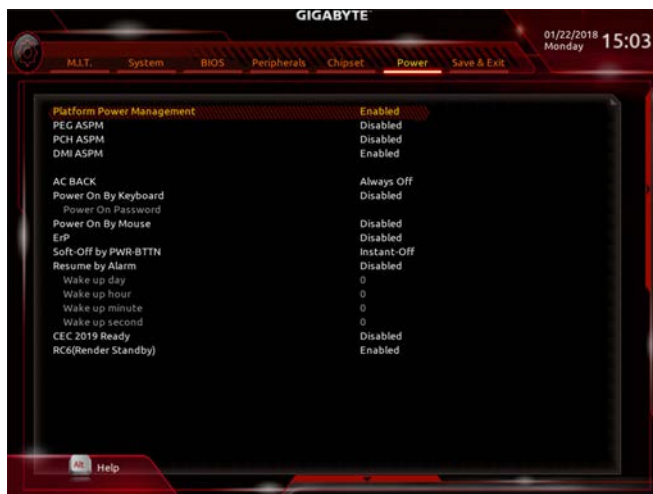 GIGABYTE
01/22/2018 15:03
Monday
M.I.T. System BIOS Peripherals Chipset Power Save & Exit
Platform Power Management Enabled
PEG ASPM Disabled
PCH ASPM Disabled
DMI ASPM Enabled
AC BACK Always Off
Power On By Keyboard Disabled
Power On Password
Power On By Mouse Disabled
ErP Disabled
Soft-Off by PWR-BTTN Instant-Off
Resume by Alarm Disabled
Wake up day 0
Wake up hour 0
Wake up minute 0
Wake up second 0
CEC 2019 Ready Disabled
RC6(Render Standby) Enabled
Alt Help